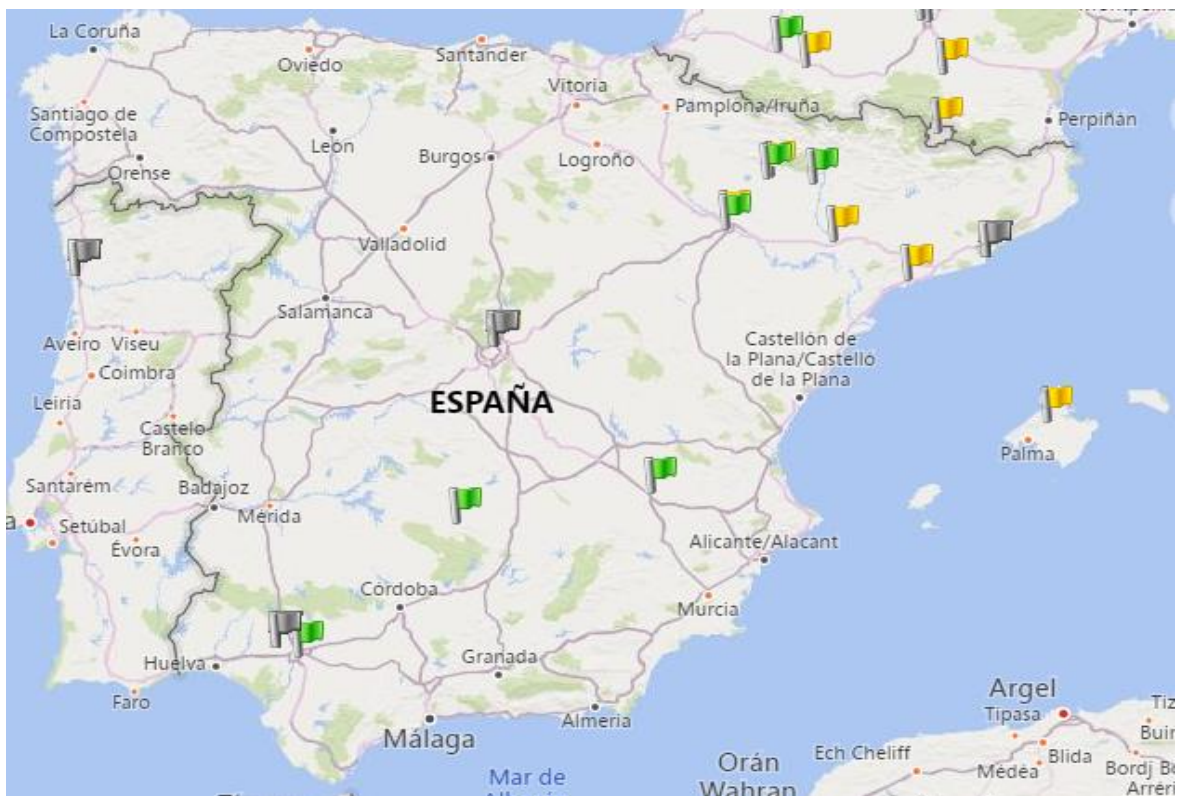 La Coruña
Oviedo
Santander
Vitoria
Pamplona/Iruña
Santiago de
Compostela
Perpiñán
León
Burgos
Logroño
Orense
Valladolid
Salamanca
Aveiro Viseu
Castellón de
la Plana/Castelló
de la Plana
Coimbra
ESPAÑA
Leiria
Castelo
Branco
Palma
Santarém
Badajoz
Mérida
Setúbal
Évora
Alicante/Alacant
Córdoba
Murcia
Huelva
Granada
Faro
Argel
Tipasa
Almeria
Málaga
Ech Cheliff
Blida
Médéa
Orán
Wahran
Mar de